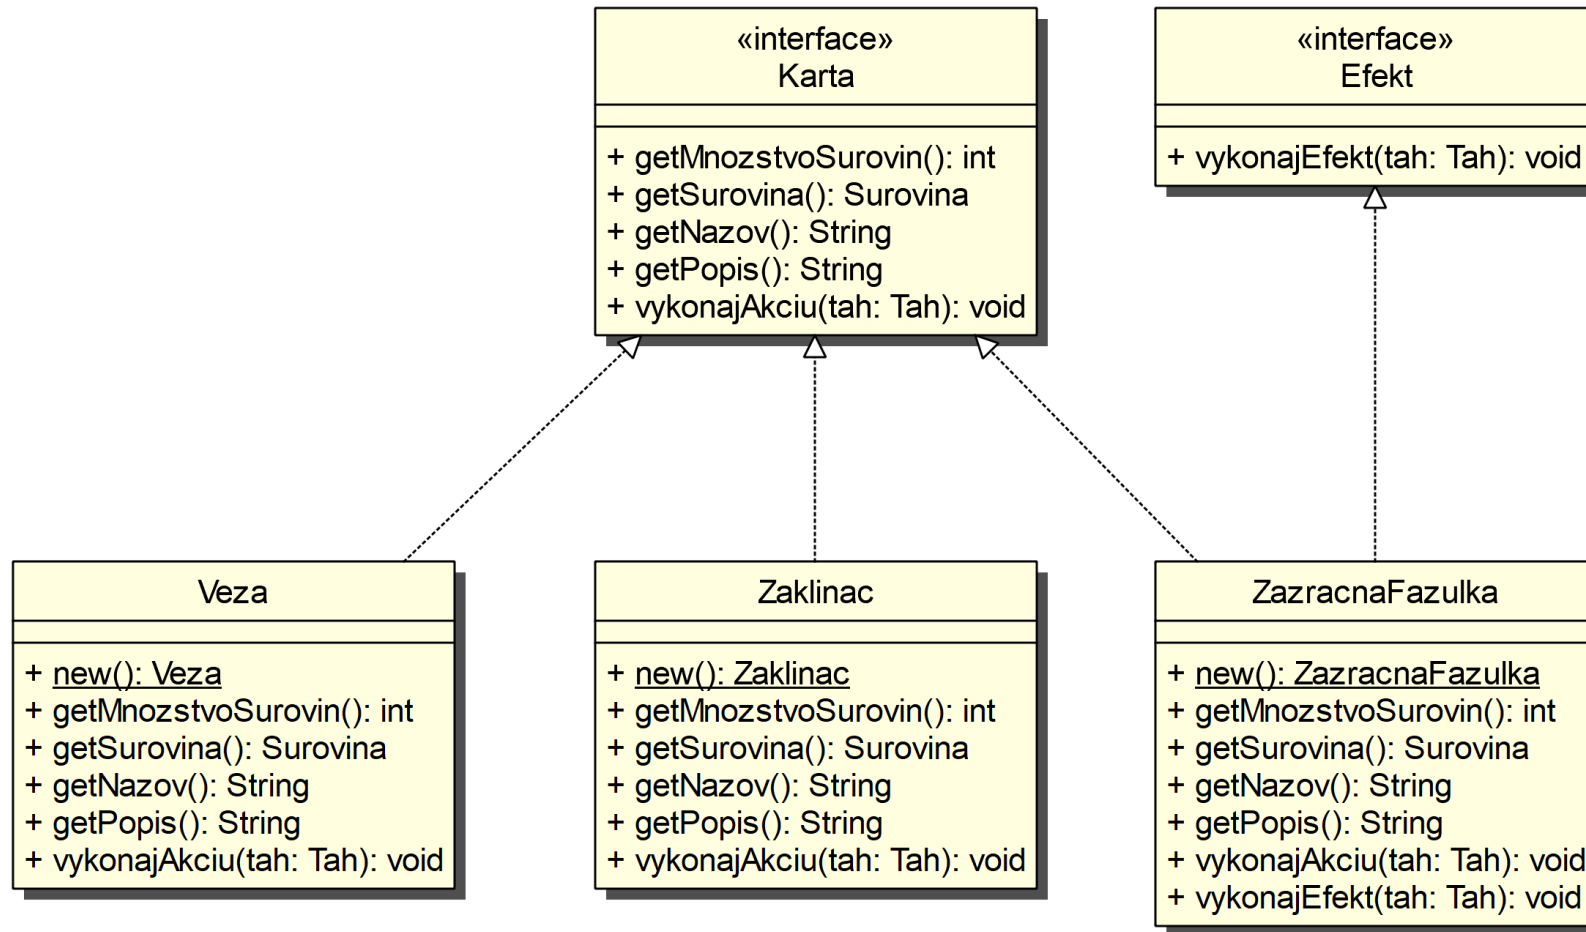 «interface»
Karta
+ getMnozstvoSurovin(): int
+ getSurovina(): Surovina
+ getNazov(): String
+ getPopis(): String
+ vykonajAkciu(tah: Tah): void
«interface»
Efekt
+ vykonajEfekt(tah: Tah): void
Veza
+ new(): Veza
+ getMnozstvoSurovin(): int
+ getSurovina(): Surovina
+ getNazov(): String
+ getPopis(): String
+ vykonajAkciu(tah: Tah): void
Zaklinac
+ new(): Zaklinac
+ getMnozstvoSurovin(): int
+ getSurovina(): Surovina
+ getNazov(): String
+ getPopis(): String
+ vykonajAkciu(tah: Tah): void
ZazracnaFazulka
+ new(): ZazracnaFazulka
+ getMnozstvoSurovin(): int
+ getSurovina(): Surovina
+ getNazov(): String
+ getPopis(): String
+ vykonajAkciu(tah: Tah): void
+ vykonajEfekt(tah: Tah): void